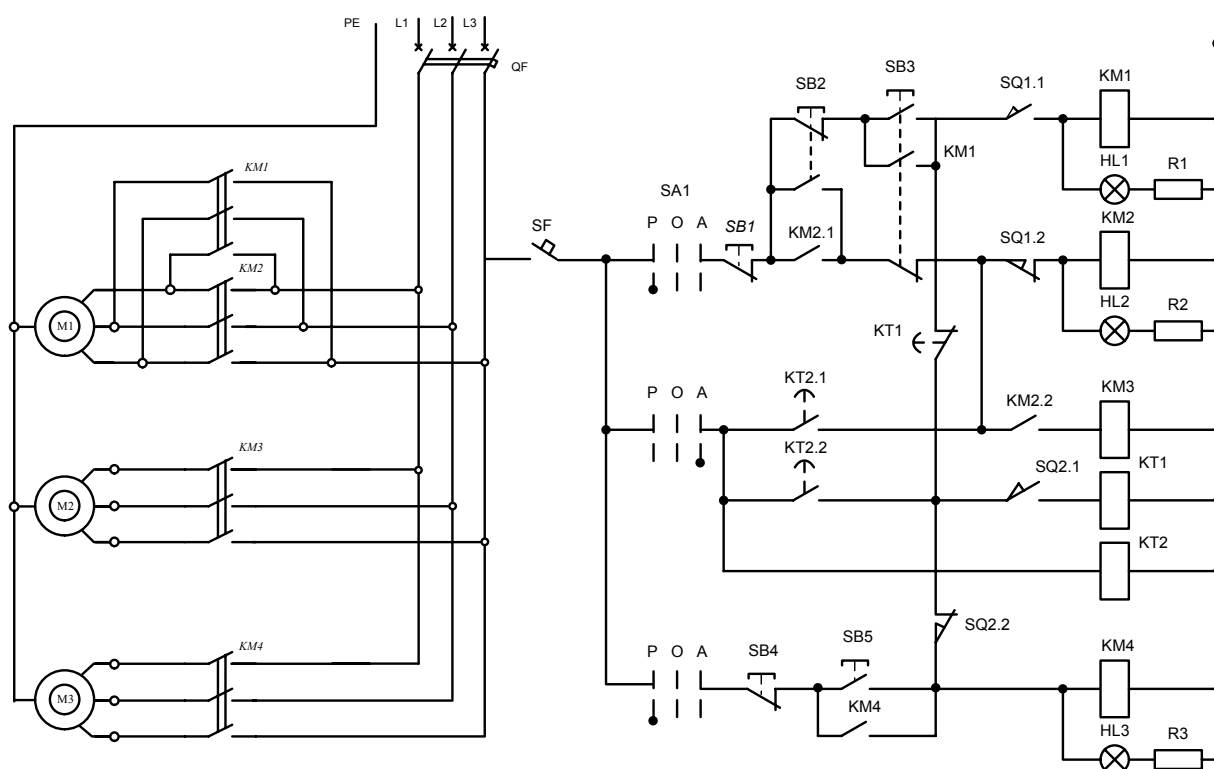 PE L1 L2 L3
QF
SB2 SB3 SQ1.1 KM1
KM1
KM1
HL1 R1
SA1
P O A
SB1
KM2.1
SQ1.2
KM2
SF
KM2
HL2 R2
M1
KT1
P O A
KT2.1
KM2.2
KM3
KM3
KT2.2
SQ2.1
KT1
M2
KT2
SQ2.2
KM4
P O A
SB4
SB5
KM4
KM4
M3
HL3 R3